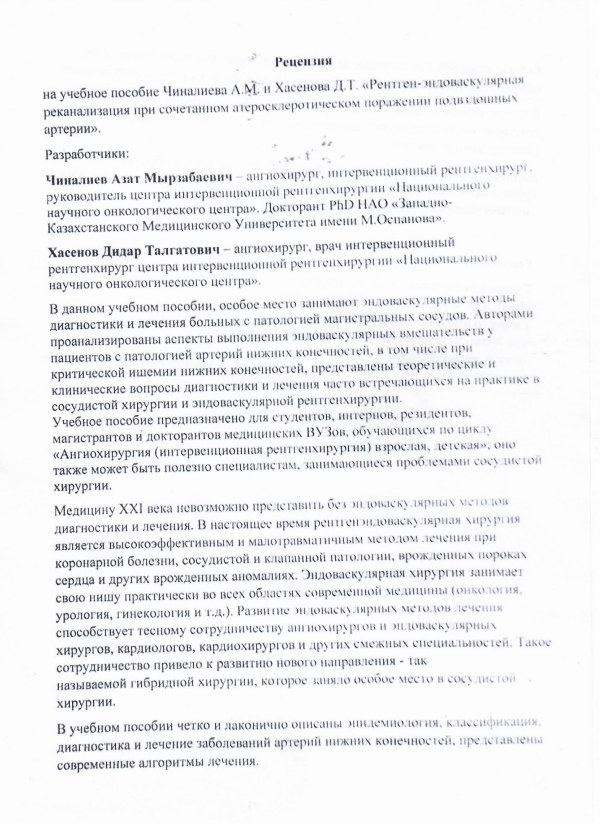 Рецензия
на учебное пособие Чиналиева А.М. и Хасенова Д.Т. «Рентген-эндоваскулярная
реканализация при сочетанном атеросклеротическом поражении подвздошных
артерии».
Разработчики:
Чиналиев Азат Мырзабаевич – ангиохирург, интервенционный рентгенхирург,
руководитель центра интервенционной рентгенхирургии «Национального
научного онкологического центра». Докторант PhD НАО «Западно-
Казахстанского Медицинского Университета имени М.Оспанова».
Хасенов Дидар Талгатович – ангиохирург, врач интервенционный
рентгенхирург центра интервенционной рентгенхирургии «Национального
научного онкологического центра».
В данном учебном пособии, особое место занимают эндоваскулярные методы
диагностики и лечения больных с патологией магистральных сосудов. Авторами
проанализированы аспекты выполнения эндоваскулярных вмешательств у
пациентов с патологией артерий нижних конечностей, в том числе при
критической ишемии нижних конечностей, представлены теоретические и
клинические вопросы диагностики и лечения часто встречающихся на практике в
сосудистой хирургии и эндоваскулярной рентгенхирургии.
Учебное пособие предназначено для студентов, интернов, резидентов,
магистрантов и докторантов медицинских ВУЗов, обучающихся по циклу
«Ангиохирургия (интервенционная рентгенхирургия) взрослая, детская»; оно
также может быть полезно специалистам, занимающиеся проблемами сосудистой
хирургии.
Медицину XXI века невозможно представить без эндоваскулярных методов
диагностики и лечения. В настоящее время рентгенэндоваскулярная хирургия
является высокоэффективным и малотравматичным методом лечения при
коронарной болезни, сосудистой и клапанной патологии, врожденных пороках
сердца и других врожденных аномалиях. Эндоваскулярная хирургия занимает
свою нишу практически во всех областях современной медицины (онкология,
урология, гинекология и т.д.). Развитие эндоваскулярных методов лечения
способствует тесному сотрудничеству ангиохирургов и эндоваскулярных
хирургов, кардиологов, кардиохирургов и других смежных специальностей. Такое
сотрудничество привело к развитию нового направления - так
называемой гибридной хирургии, которое заняло особое место в сосудистой
хирургии.
В учебном пособии четко и лаконично описаны эпидемиология, классификация,
диагностика и лечение заболеваний артерий нижних конечностей, представлены
современные алгоритмы лечения.